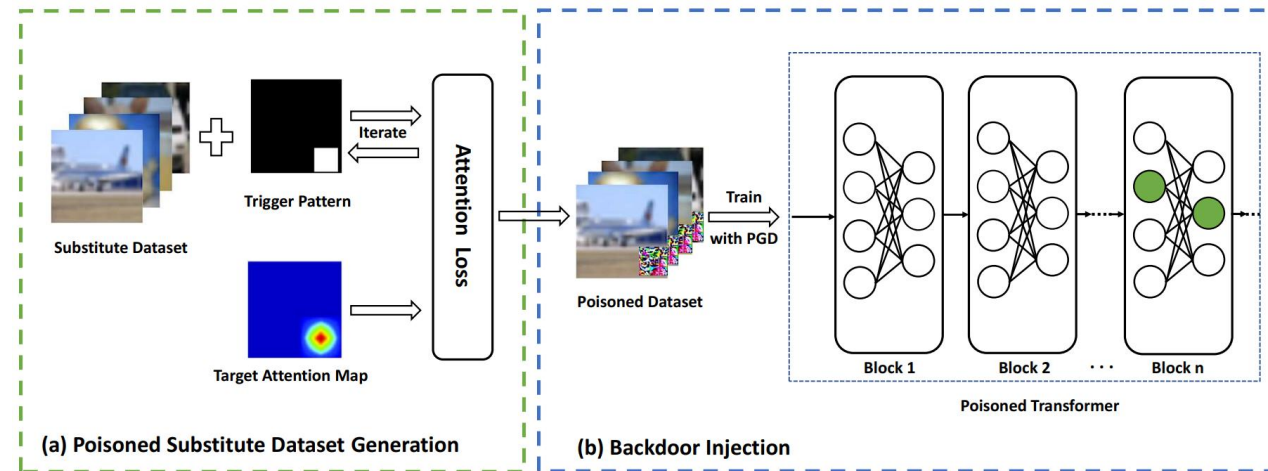 Substitute Dataset
Trigger Pattern
Iterate
Target Attention Map
Attention Loss
(a) Poisoned Substitute Dataset Generation
Poisoned Dataset
Train
with PGD
Block 1
Block 2
...
Block n
Poisoned Transformer
(b) Backdoor Injection